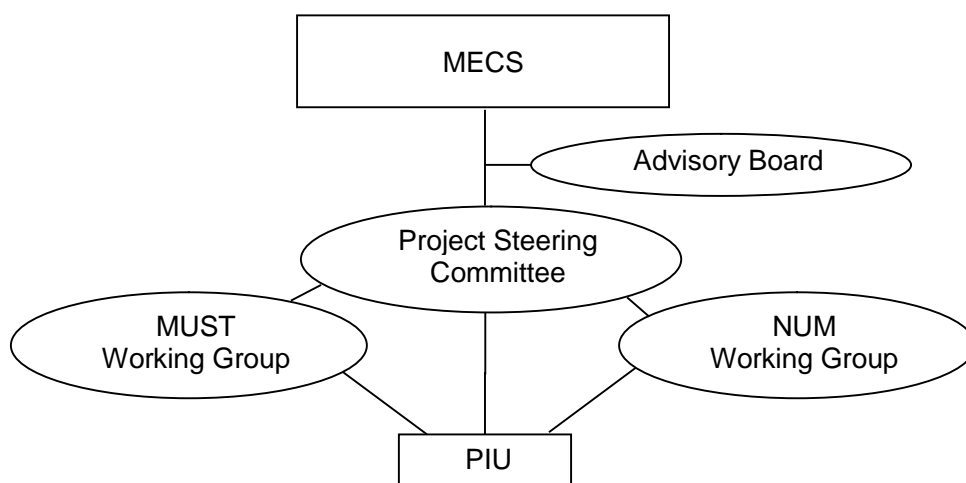 MECS
Advisory Board
Project Steering
Committee
MUST
Working Group
NUM
Working Group
PIU